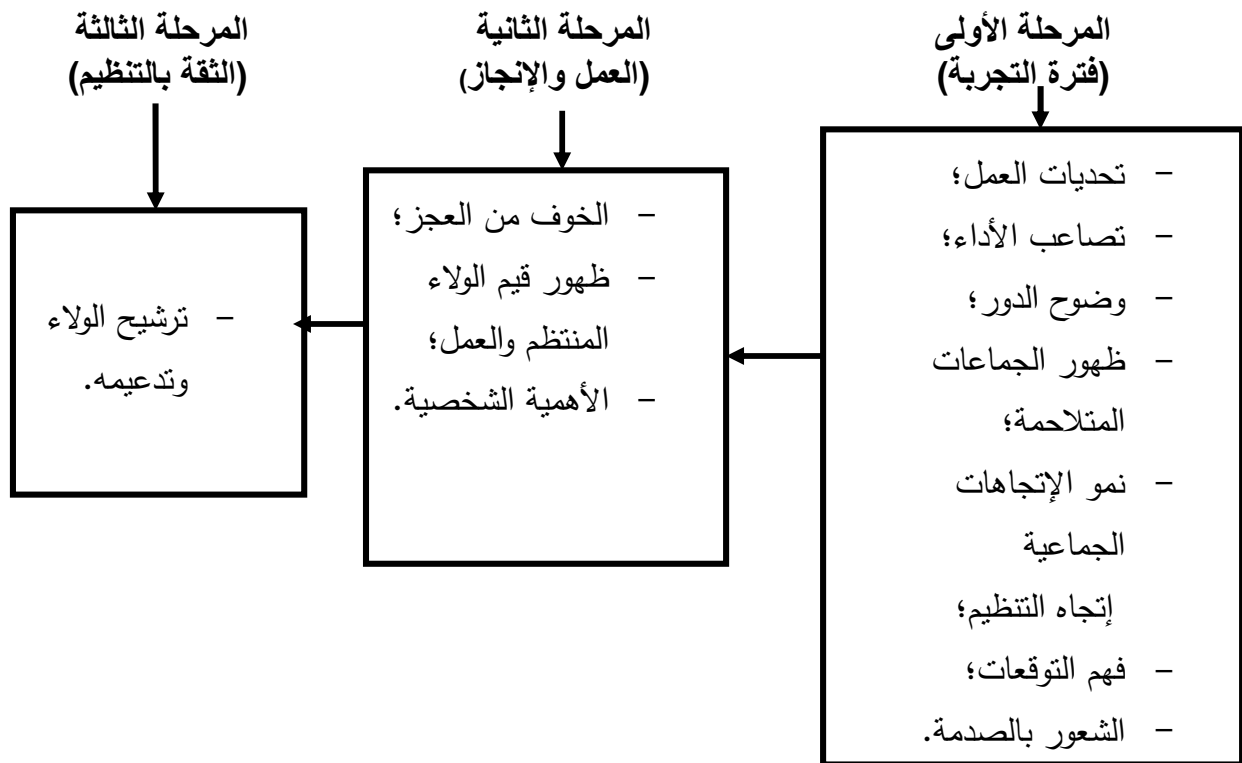 المرحلة الأولى
(فترة التجربة)
- تحديات العمل؛
- تصاعب الأداء؛
- وضوح الدور؛
- ظهور الجماعات
المتلاحمة؛
- نمو الإتجاهات
الجماعية
إتجاه التنظيم؛
- فهم التوقعات؛
- الشعور بالصدمة.
المرحلة الثانية
(العمل والإنجاز)
- الخوف من العجز؛
- ظهور قيم الولاء
المنتظم والعمل؛
- الأهمية الشخصية.
المرحلة الثالثة
(الثقة بالتنظيم)
- ترشيح الولاء
وتدعيمه.